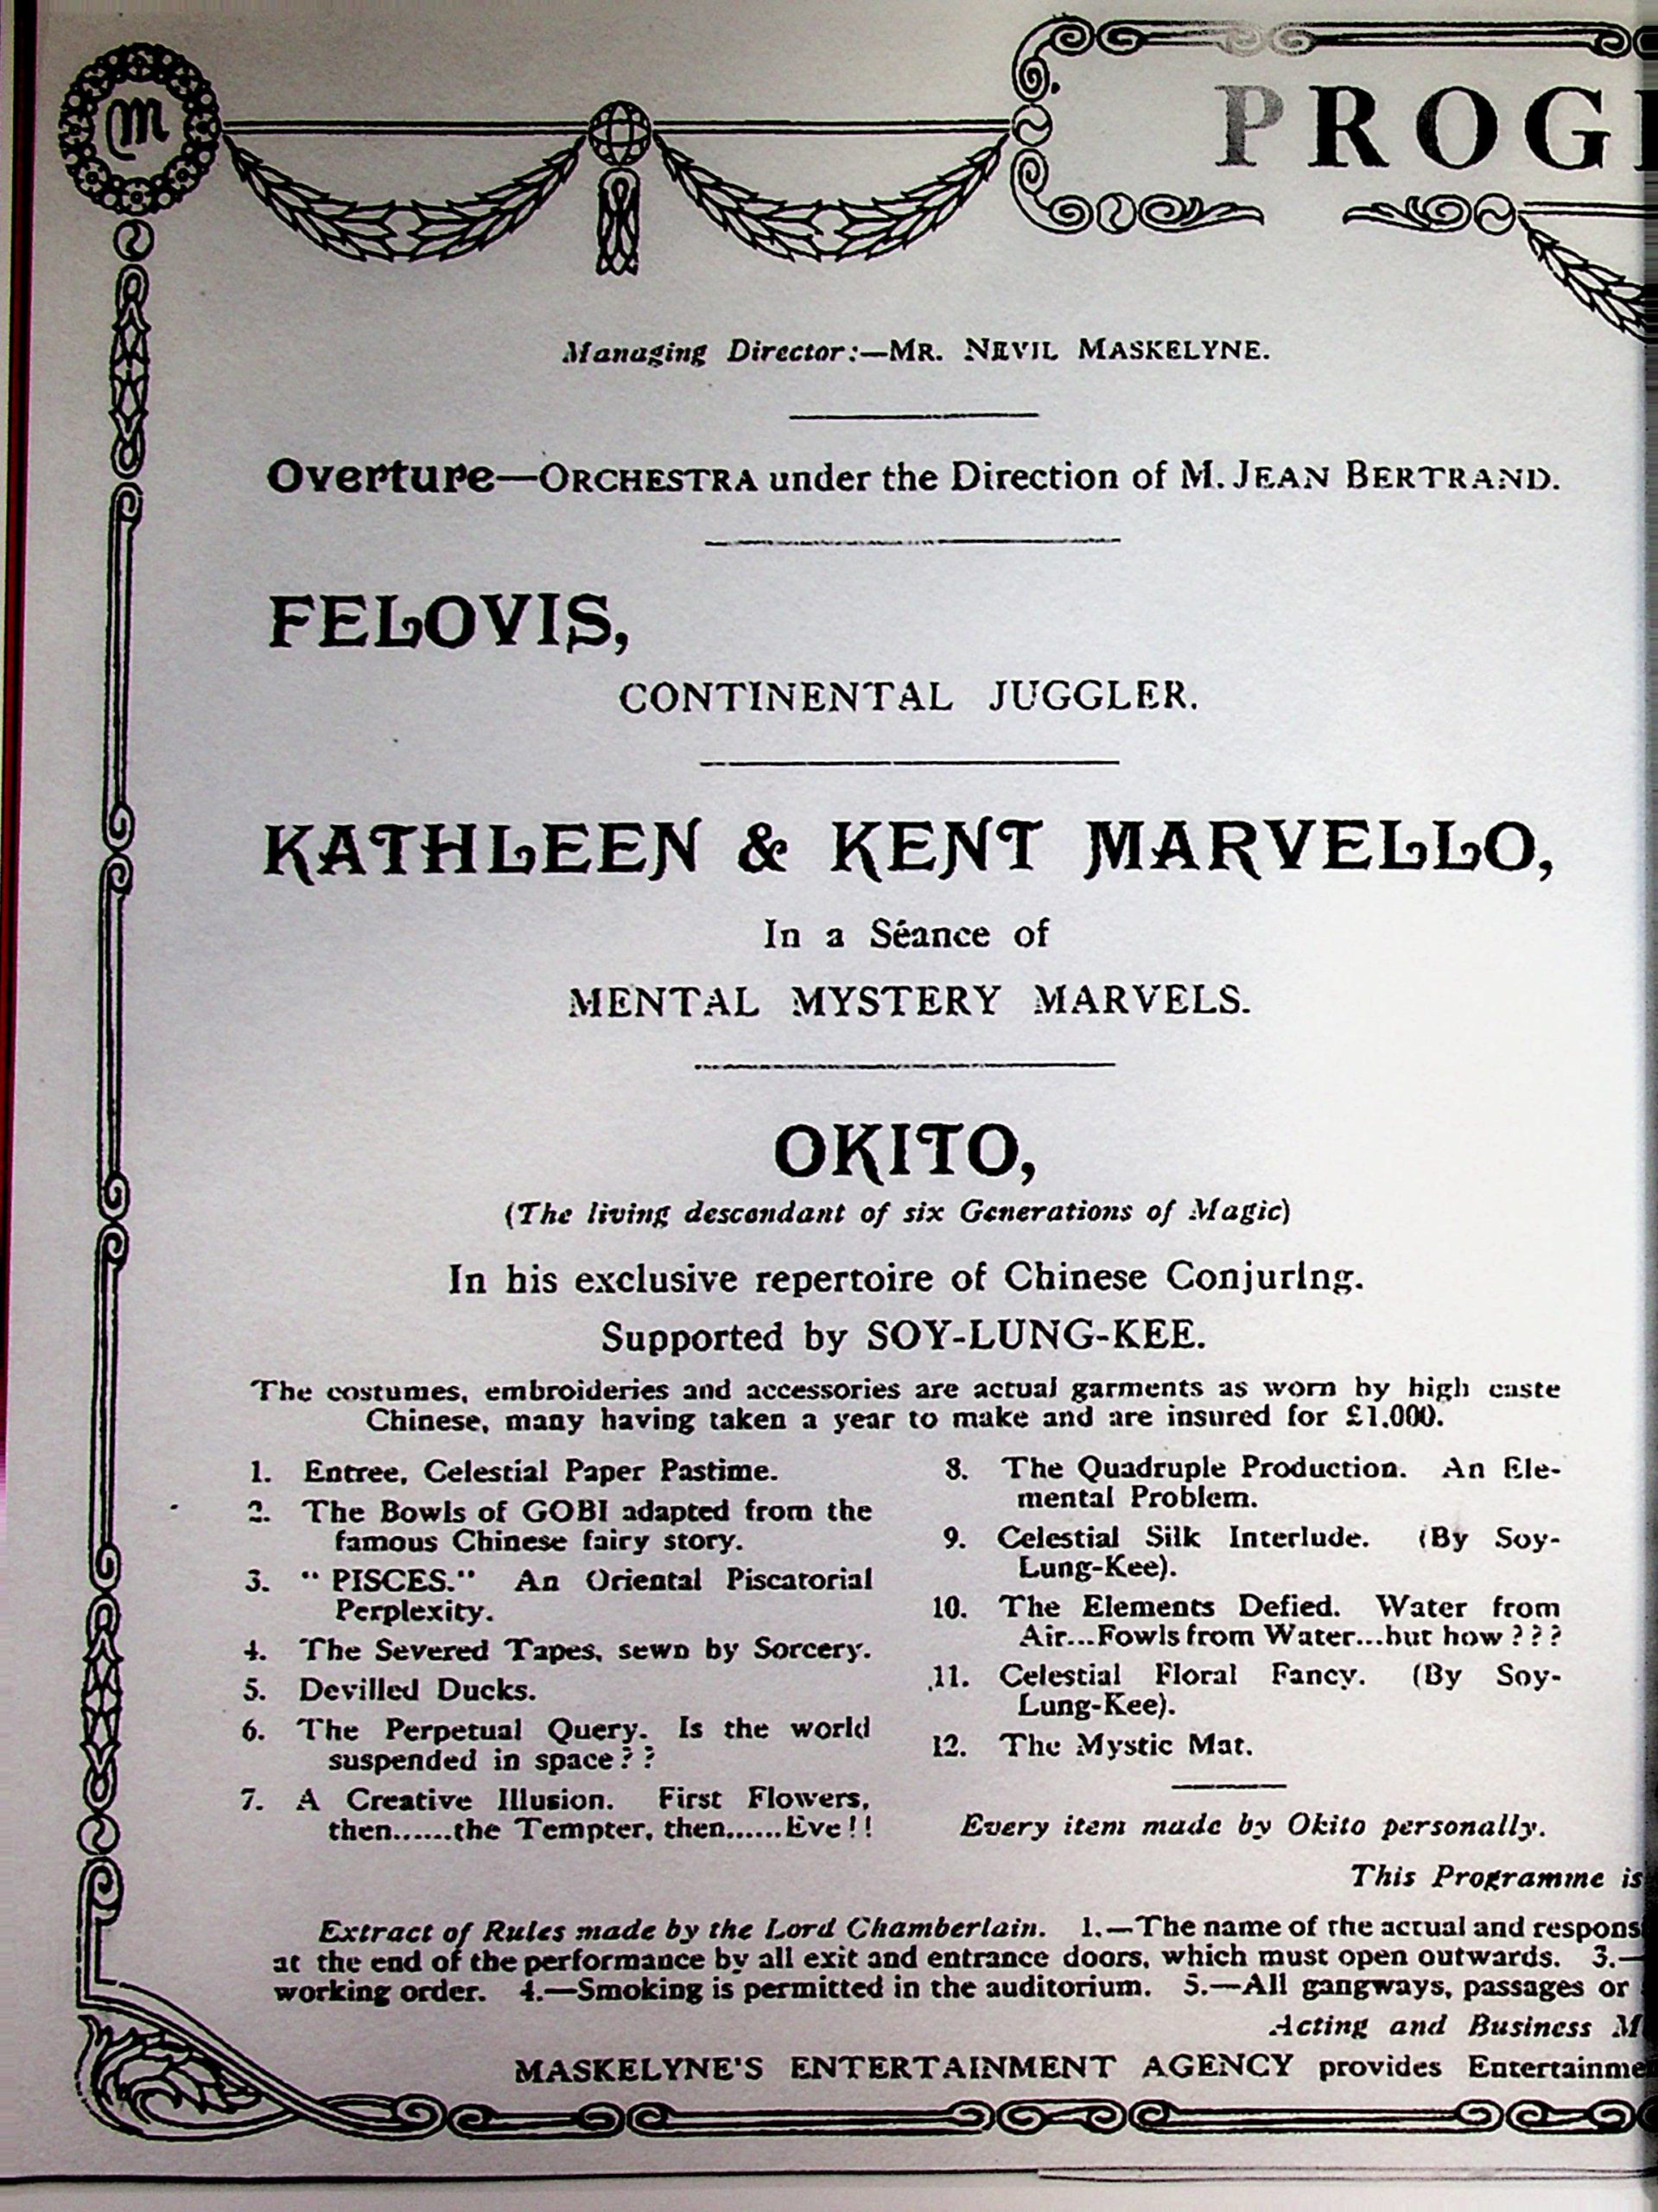 M
PROG
Managing Director:—MR. NEVIL MASKELYNE.
Overture—ORCHESTRA under the Direction of M. JEAN BERTRAND.
FELOVIS,
CONTINENTAL JUGGLER.
KATHLEEN & KENT MARVELLO,
In a Séance of
MENTAL MYSTERY MARVELS.
OKITO,
(The living descendant of six Generations of Magic)
In his exclusive repertoire of Chinese Conjuring.
Supported by SOY-LUNG-KEE.
The costumes, embroideries and accessories are actual garments as worn by high caste
Chinese, many having taken a year to make and are insured for £1,000.
1. Entree, Celestial Paper Pastime.
2. The Bowls of GOBI adapted from the
famous Chinese fairy story.
3. "PISCES." An Oriental Piscatorial
Perplexity.
4. The Severed Tapes, sewn by Sorcery.
5. Devilled Ducks.
6. The Perpetual Query. Is the world
suspended in space??
7. A Creative Illusion. First Flowers,
then......the Tempter, then......Eve!!
8. The Quadruple Production. An Ele-
mental Problem.
9. Celestial Silk Interlude. (By Soy-
Lung-Kee).
10. The Elements Defied. Water from
Air...Fowls from Water...but how???
11. Celestial Floral Fancy. (By Soy-
Lung-Kee).
12. The Mystic Mat.
Every item made by Okito personally.
This Programme is
Extract of Rules made by the Lord Chamberlain. 1.—The name of the actual and respons
at the end of the performance by all exit and entrance doors, which must open outwards. 3.—
working order. 4.—Smoking is permitted in the auditorium. 5.—All gangways, passages or
Acting and Business M
MASKELYNE'S ENTERTAINMENT AGENCY provides Entertainme